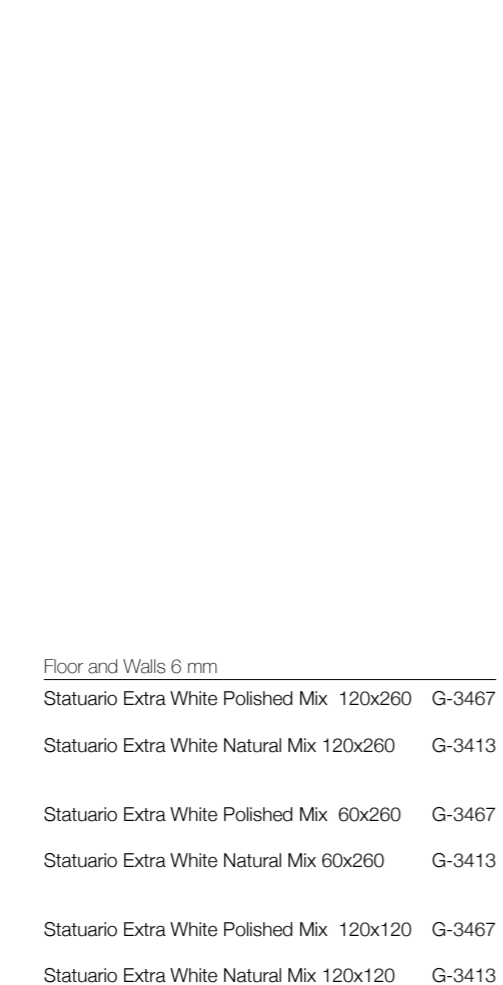 Floor and Walls 6 mm
Statuario Extra White Polished Mix 120x260 G-3467
Statuario Extra White Natural Mix 120x260 G-3413
Statuario Extra White Polished Mix 60x260 G-3467
Statuario Extra White Natural Mix 60x260 G-3413
Statuario Extra White Polished Mix 120x120 G-3467
Statuario Extra White Natural Mix 120x120 G-3413